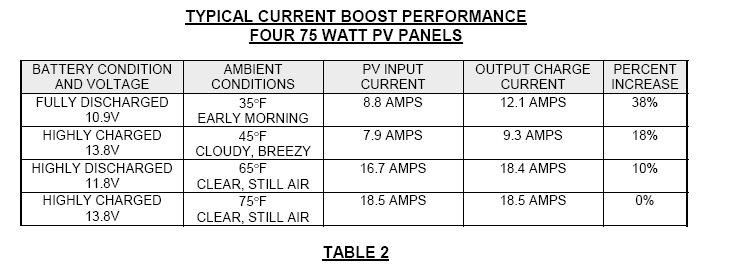 TYPICAL CURRENT BOOST PERFORMANCE
FOUR 75 WATT PV PANELS
BATTERY CONDITION AND VOLTAGE AMBIENT CONDITIONS PV INPUT CURRENT OUTPUT CHARGE CURRENT PERCENT INCREASE
FULLY DISCHARGED 10.9V 35°F EARLY MORNING 8.8 AMPS 12.1 AMPS 38%
HIGHLY CHARGED 13.8V 45°F CLOUDY, BREEZY 7.9 AMPS 9.3 AMPS 18%
HIGHLY DISCHARGED 11.8V 65°F CLEAR, STILL AIR 16.7 AMPS 18.4 AMPS 10%
HIGHLY CHARGED 13.8V 75°F CLEAR, STILL AIR 18.5 AMPS 18.5 AMPS 0%
TABLE 2